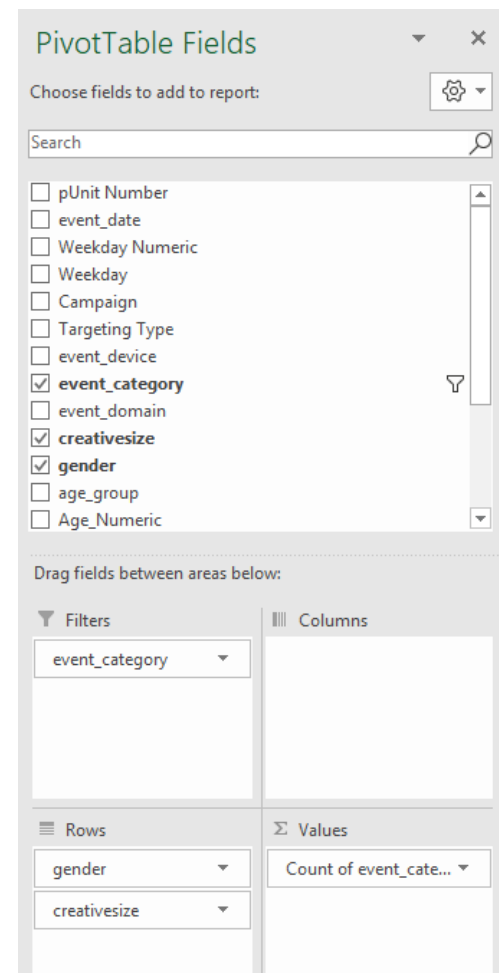 PivotTable Fields
Choose fields to add to report:
Search
pUnit Number
event_date
Weekday Numeric
Weekday
Campaign
Targeting Type
event_device
event_category
event_domain
creativesize
gender
age_group
Age_Numeric
Drag fields between areas below:
Filters
Columns
event_category
Rows
Σ Values
gender
Count of event_cate...
creativesize